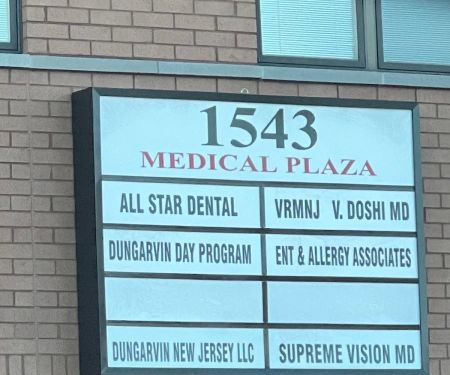 1543
MEDICAL PLAZA
ALL STAR DENTAL
VRMNJ V. DOSHI MD
DUNGARVIN DAY PROGRAM
ENT & ALLERGY ASSOCIATES
DUNGARVIN NEW JERSEY LLC
SUPREME VISION MD